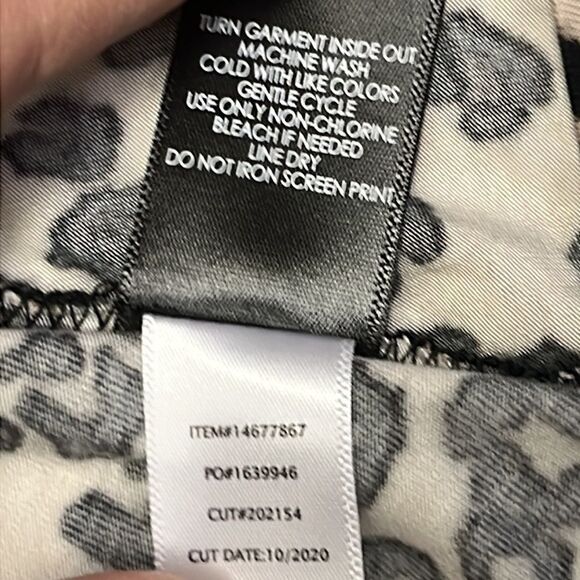 TURN GARMENT INSIDE OUT
MACHINE WASH
COLD WITH LIKE COLORS
GENTLE CYCLE
USE ONLY NON-CHLORINE
BLEACH IF NEEDED
LINE DRY
DO NOT IRON SCREEN PRINT
ITEM#14677867
PO#1639946
CUT#202154
CUT DATE:10/2020